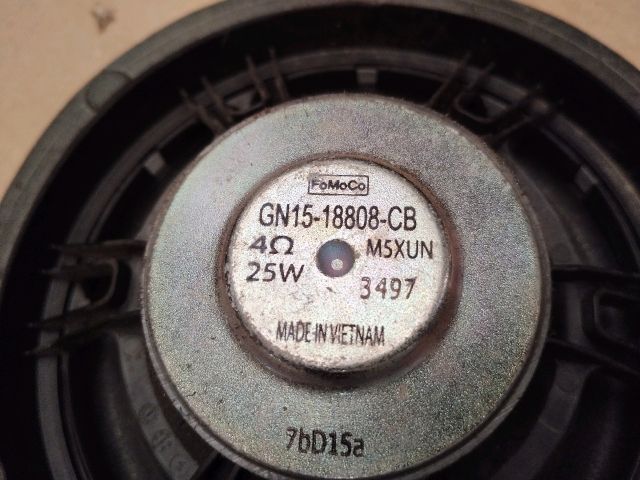 FoMoCo
GN15-18808-CB
4Ω M5XUN
25W 3497
MADE IN VIETNAM
7bD15a